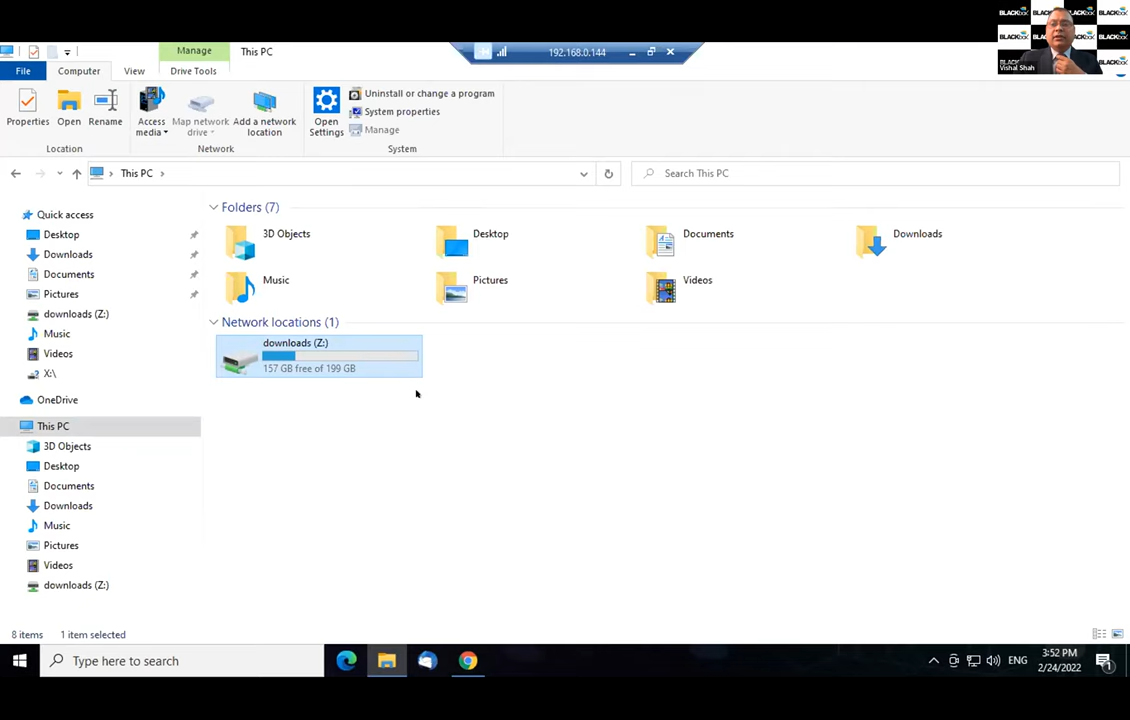 This PC
Manage
192.168.0.144
File
Computer
View
Drive Tools
Properties
Open
Rename
Access media
Map network drive
Add a network location
Open Settings
Uninstall or change a program
System properties
Manage
Location
Network
System
This PC
Search This PC
Quick access
Desktop
Downloads
Documents
Pictures
downloads (Z:)
Music
Videos
X:\
OneDrive
This PC
3D Objects
Desktop
Documents
Downloads
Music
Pictures
Videos
downloads (Z:)
Folders (7)
3D Objects
Desktop
Documents
Downloads
Music
Pictures
Videos
Network locations (1)
downloads (Z:)
157 GB free of 199 GB
8 items
1 item selected
Type here to search
ENG
3:52 PM
2/24/2022
1
Vishal Shah